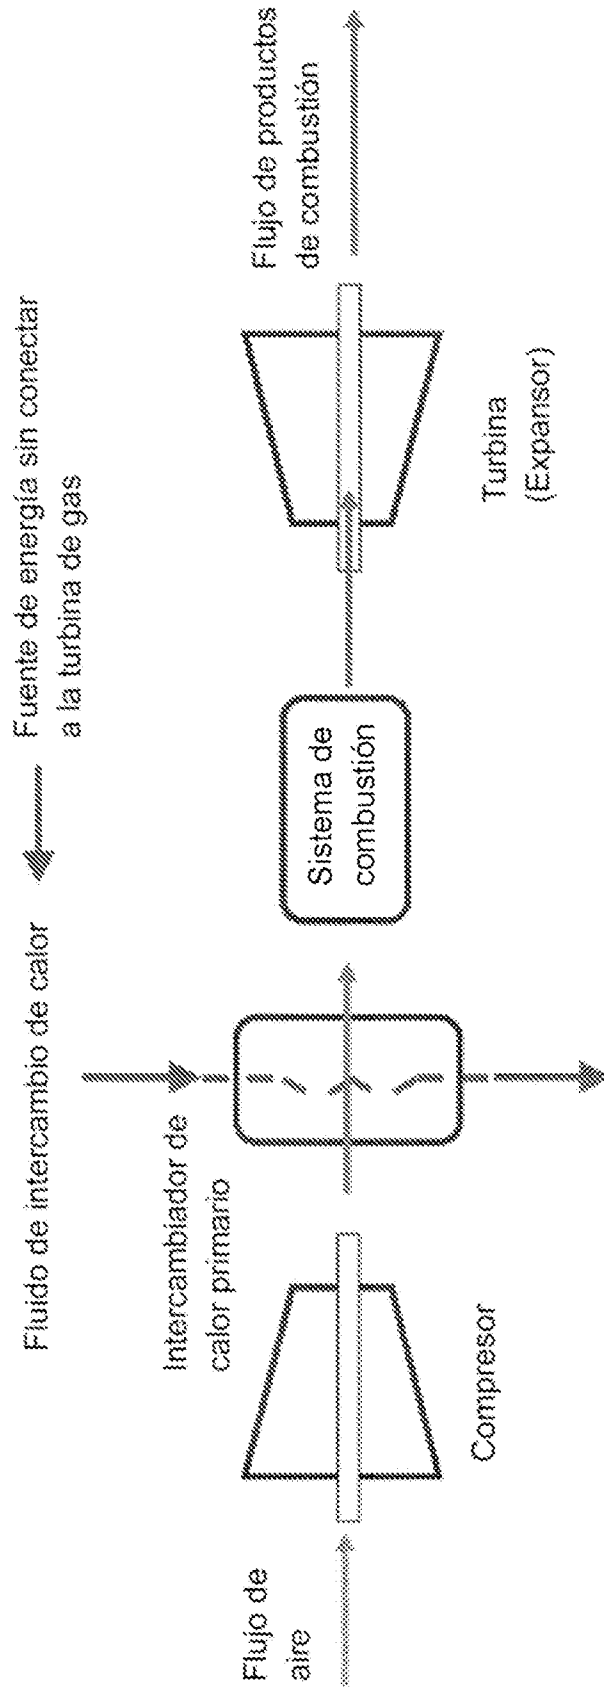 Fluido de intercambio de calor
Fuente de energía sin conectar
a la turbina de gas
Flujo de
aire
Compresor
Intercambiador de
calor primario
Sistema de
combustión
Turbina
(Expansor)
Flujo de productos
de combustión